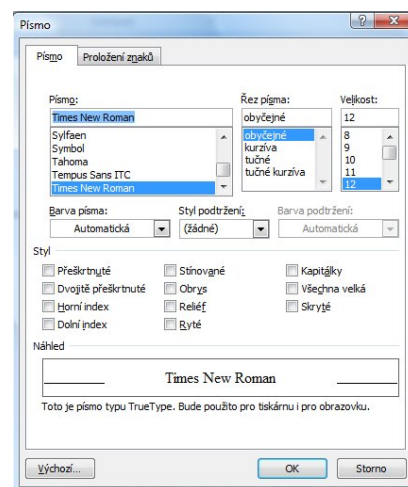 Písmo
Písmo Proložení znaků
Písmo: Řez písma: Velikost:
Times New Roman obyčejné 12
Sylfaen obyčejné 8
Symbol kurzíva 9
Tahoma tučné 10
Tempus Sans ITC tučné kurzíva 11
Times New Roman 12
Barva písma: Styl podtržení: Barva podtržení:
Automatická (žádné) Automatická
Styl
Přeškrtnuté Stínované Kapitálky
Dvojitě přeškrtnuté Obrys Všechna velká
Horní index Reliéf Skryté
Dolní index Ryté
Náhled
Times New Roman
Toto je písmo typu TrueType. Bude použito pro tiskárnu i pro obrazovku.
Výchozí... OK Storno